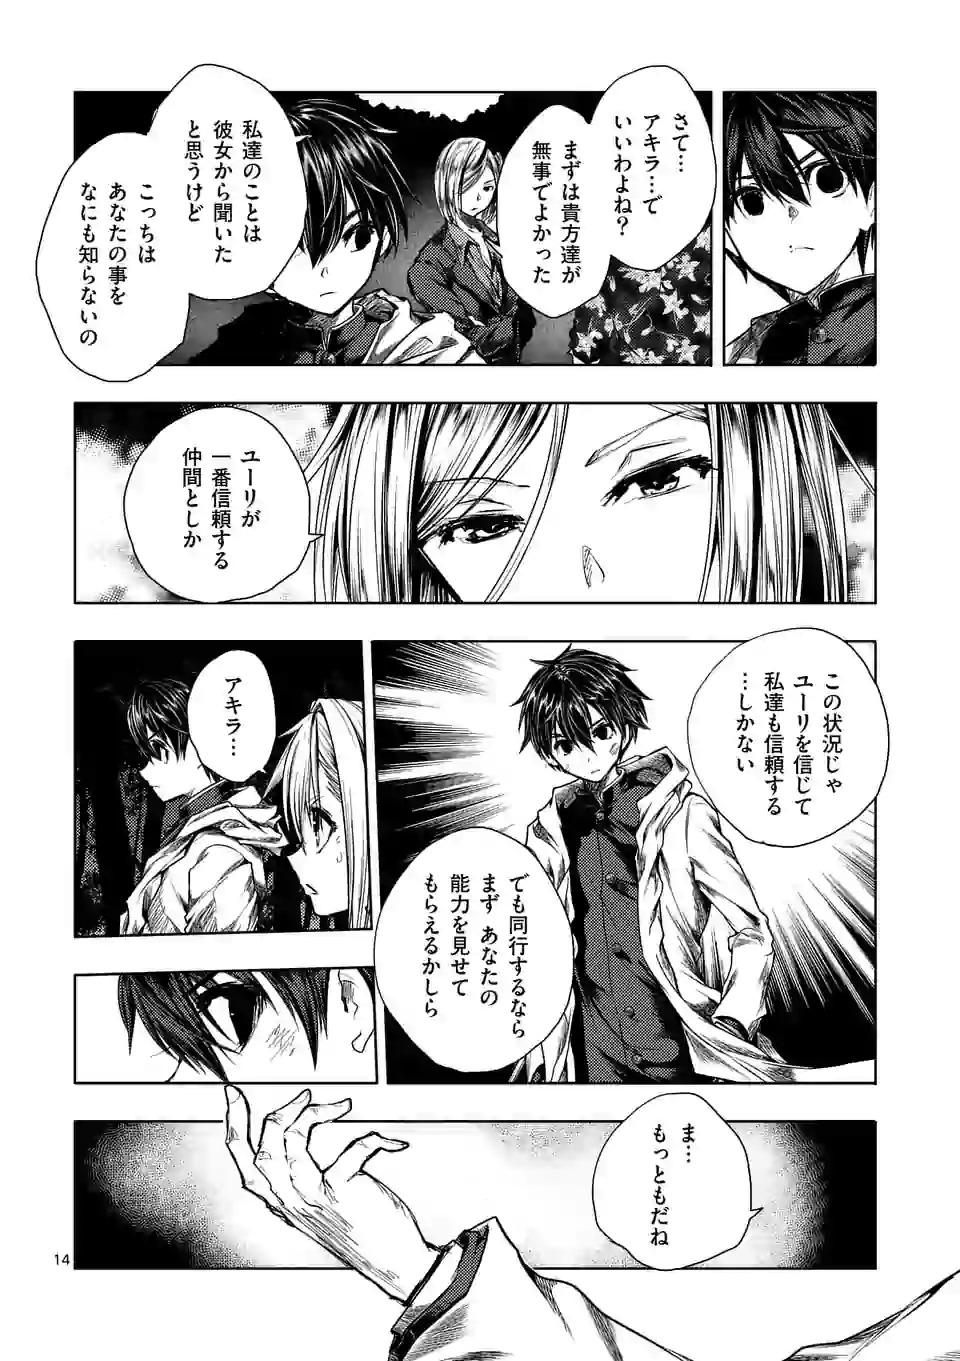 さて…
アキラ…で
いいわよね?
まずは貴方達が
無事でよかった
私達のことは
彼女から聞いた
と思うけど
こっちは
あなたの事を
なにも知らないの
ユーリが
一番信頼する
仲間としか
この状況じゃ
ユーリを信じて
私達も信頼する
…しかない
でも同行するなら
まず あなたの
能力を見せて
もらえるかしら
アキラ…
ま…
もっともだね
14